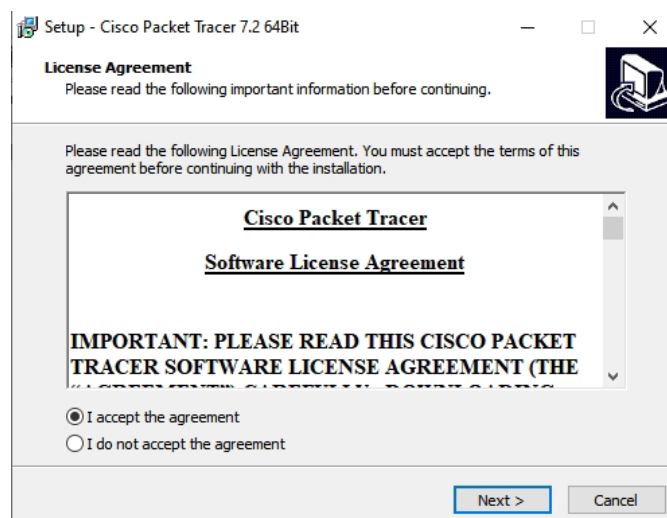 Setup - Cisco Packet Tracer 7.2 64Bit
License Agreement
Please read the following important information before continuing.
Please read the following License Agreement. You must accept the terms of this
agreement before continuing with the installation.
Cisco Packet Tracer
Software License Agreement
IMPORTANT: PLEASE READ THIS CISCO PACKET
TRACER SOFTWARE LICENSE AGREEMENT (THE
“AGREEMENT”) CAREFULLY. DOWNLOADING
I accept the agreement
I do not accept the agreement
Next >
Cancel